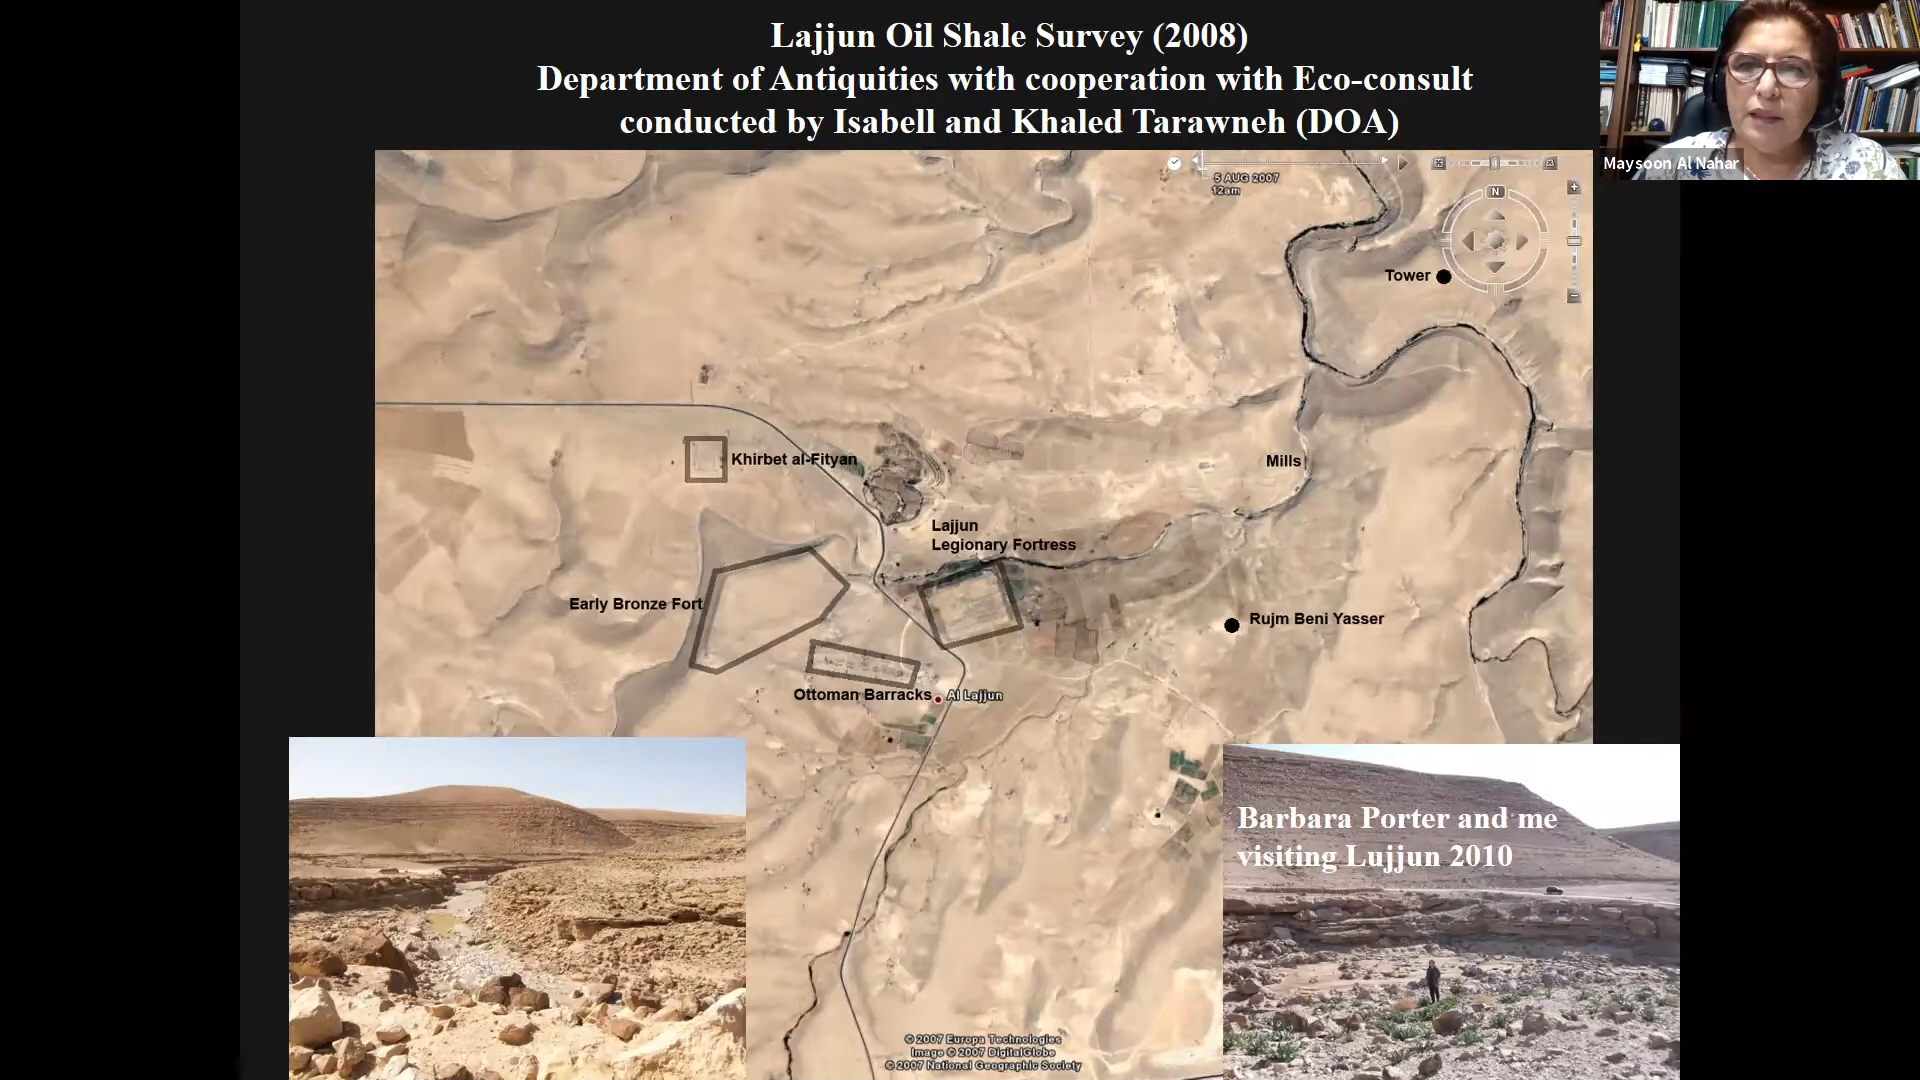 Lajjun Oil Shale Survey (2008)
Department of Antiquities with cooperation with Eco-consult
conducted by Isabell and Khaled Tarawneh (DOA)
Maysoon Al Nahar
5 AUG 2007
12am
N
Tower
Khirbet al-Fityan
Mills
Lajjun
Legionary Fortress
Early Bronze Fort
Rujm Beni Yasser
Ottoman Barracks
Al Lajjun
Barbara Porter and me
visiting Lujjun 2010
© 2007 Europa Technologies
Image © 2007 DigitalGlobe
© 2007 National Geographic Society